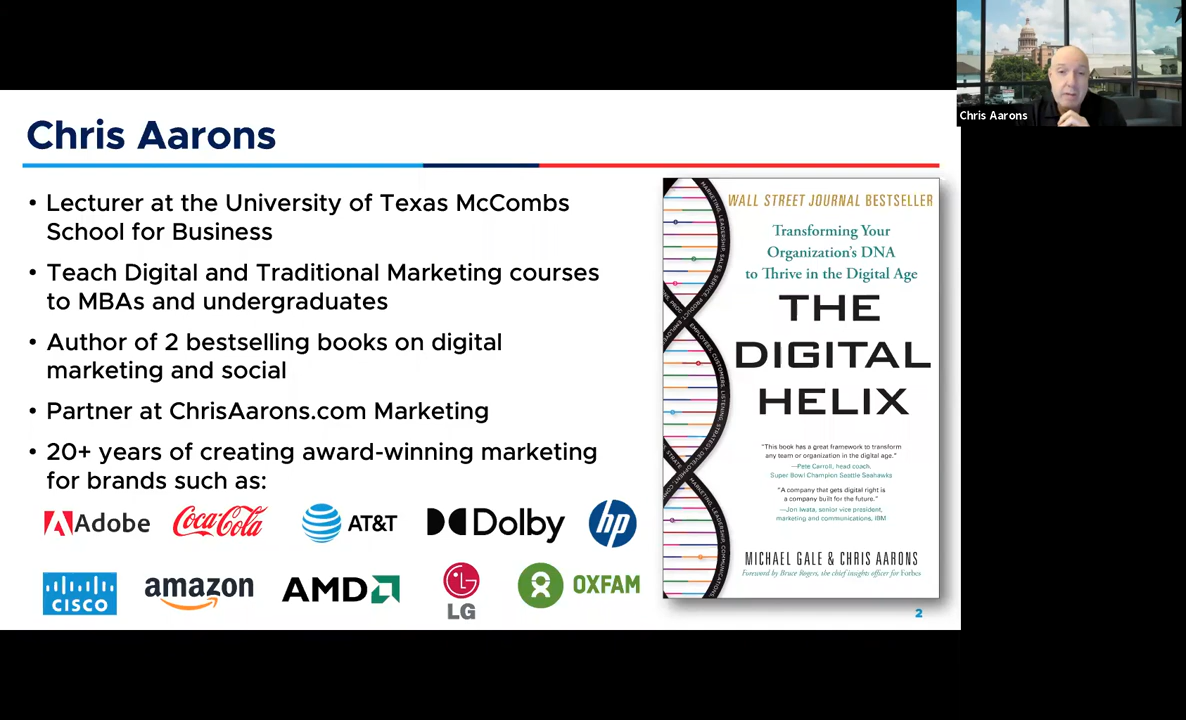 Chris Aarons
Chris Aarons
• Lecturer at the University of Texas McCombs
School for Business
• Teach Digital and Traditional Marketing courses
to MBAs and undergraduates
• Author of 2 bestselling books on digital
marketing and social
• Partner at ChrisAarons.com Marketing
• 20+ years of creating award-winning marketing
for brands such as:
Adobe Coca-Cola AT&T Dolby hp
CISCO amazon AMD LG OXFAM
WALL STREET JOURNAL BESTSELLER
Transforming Your
Organization's DNA
to Thrive in the Digital Age
THE
DIGITAL
HELIX
"This book has a great framework to transform
any team or organization in the digital age."
—Pete Carroll, head coach,
Super Bowl Champion Seattle Seahawks
"A company that gets digital right is
a company built for the future."
—Jon Iwata, senior vice president,
marketing and communications, IBM
MICHAEL GALE & CHRIS AARONS
Foreword by Bruce Rogers, the chief insights officer for Forbes
2